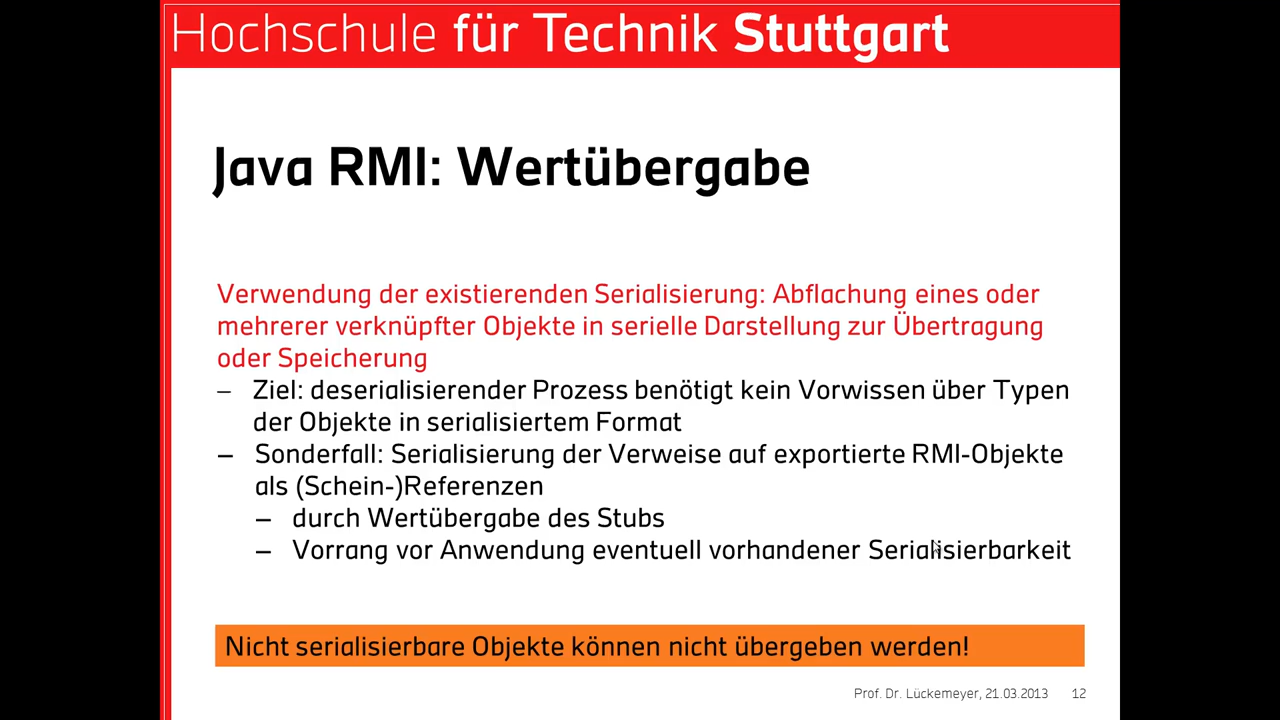 Hochschule für Technik Stuttgart
Java RMI: Wertübergabe
Verwendung der existierenden Serialisierung: Abflachung eines oder
mehrerer verknüpfter Objekte in serielle Darstellung zur Übertragung
oder Speicherung
– Ziel: deserialisierender Prozess benötigt kein Vorwissen über Typen
der Objekte in serialisiertem Format
– Sonderfall: Serialisierung der Verweise auf exportierte RMI-Objekte
als (Schein-)Referenzen
– durch Wertübergabe des Stubs
– Vorrang vor Anwendung eventuell vorhandener Serialisierbarkeit
Nicht serialisierbare Objekte können nicht übergeben werden!
Prof. Dr. Lückemeyer, 21.03.2013 12